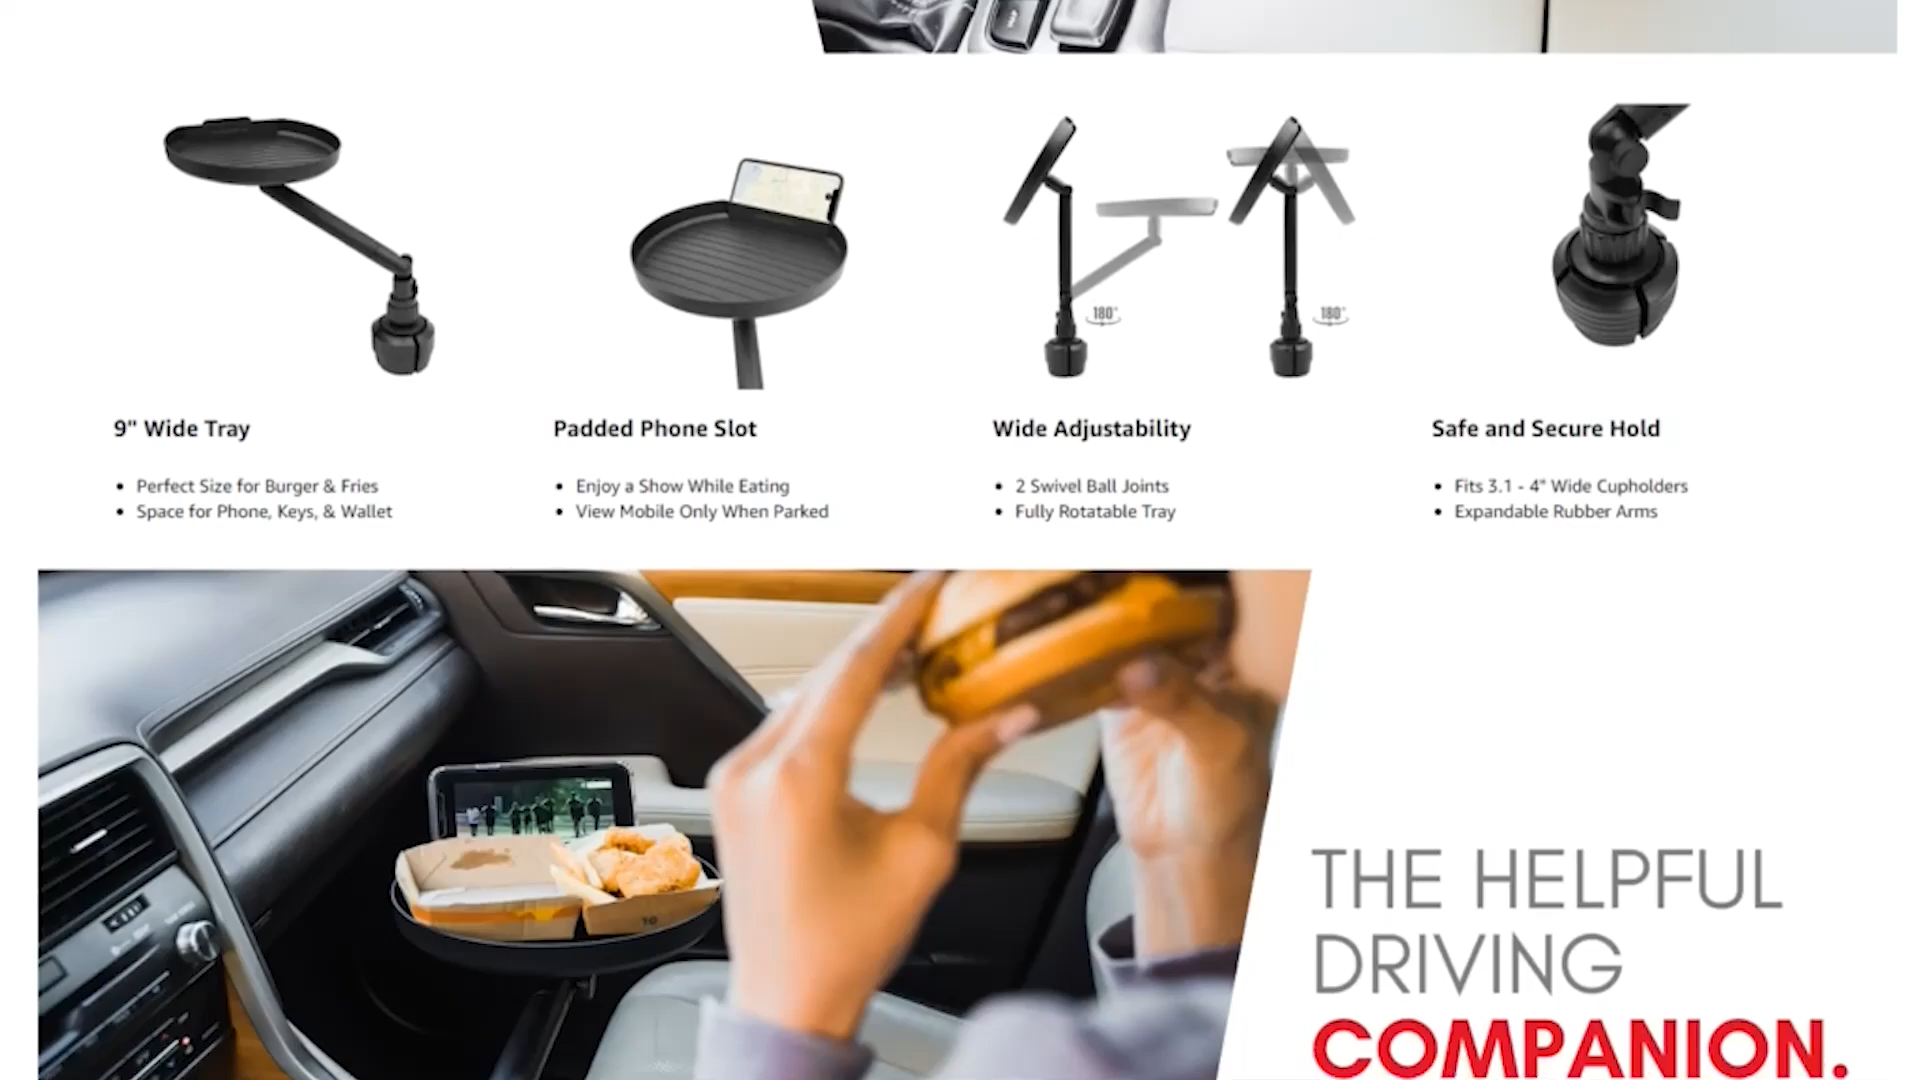 180°
180°
9" Wide Tray
Perfect Size for Burger & Fries
Space for Phone, Keys, & Wallet
Padded Phone Slot
Enjoy a Show While Eating
View Mobile Only When Parked
Wide Adjustability
2 Swivel Ball Joints
Fully Rotatable Tray
Safe and Secure Hold
Fits 3.1 - 4" Wide Cupholders
Expandable Rubber Arms
10
THE HELPFUL
DRIVING
COMPANION.